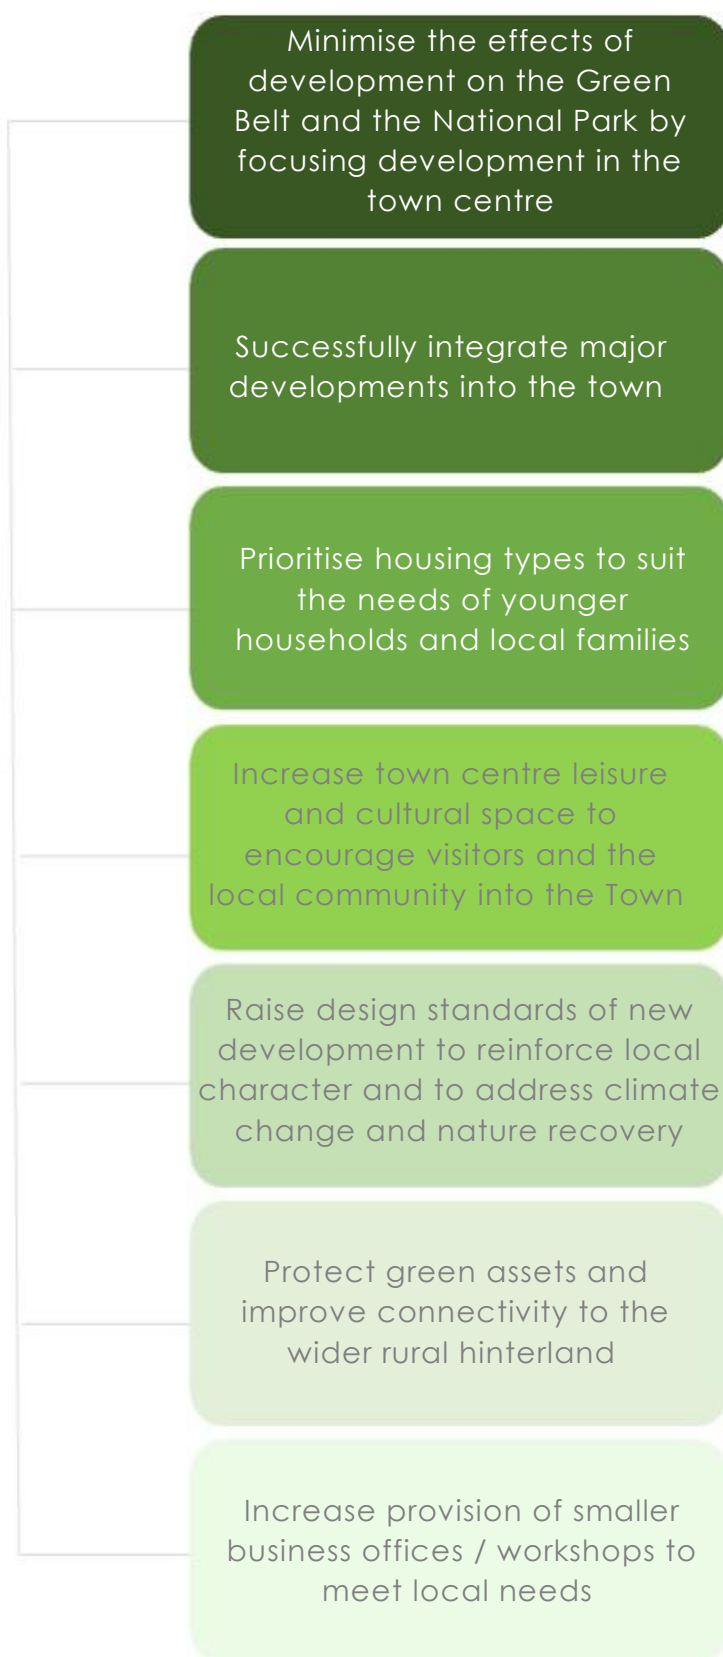 Minimise the effects of
development on the Green
Belt and the National Park by
focusing development in the
town centre
Successfully integrate major
developments into the town
Prioritise housing types to suit
the needs of younger
households and local families
Increase town centre leisure
and cultural space to
encourage visitors and the
local community into the Town
Raise design standards of new
development to reinforce local
character and to address climate
change and nature recovery
Protect green assets and
improve connectivity to the
wider rural hinterland
Increase provision of smaller
business offices / workshops to
meet local needs